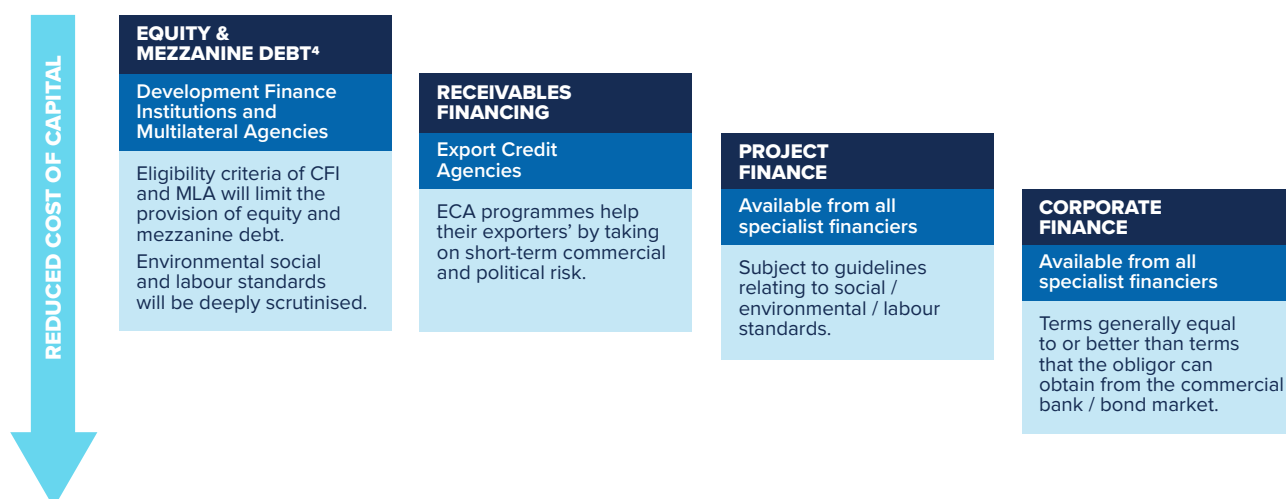 REDUCED COST OF CAPITAL
EQUITY &
MEZZANINE DEBT⁴
Development Finance
Institutions and
Multilateral Agencies
Eligibility criteria of CFI
and MLA will limit the
provision of equity and
mezzanine debt.
Environmental social
and labour standards
will be deeply scrutinised.
RECEIVABLES
FINANCING
Export Credit
Agencies
ECA programmes help
their exporters’ by taking
on short-term commercial
and political risk.
PROJECT
FINANCE
Available from all
specialist financiers
Subject to guidelines
relating to social /
environmental / labour
standards.
CORPORATE
FINANCE
Available from all
specialist financiers
Terms generally equal
to or better than terms
that the obligor can
obtain from the commercial
bank / bond market.